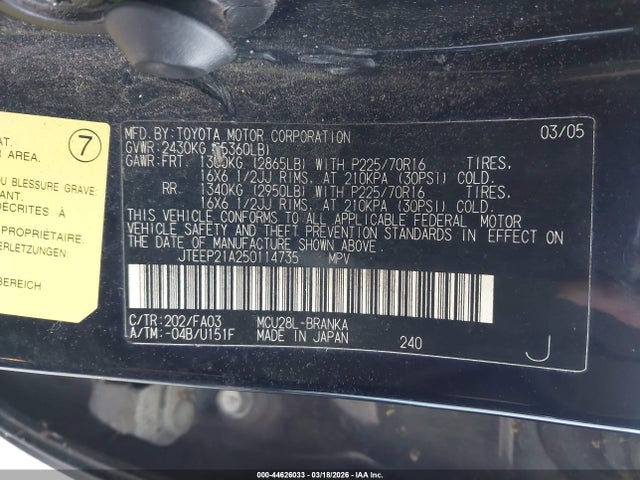 7
AT.
AREA.
OU BLESSURE GRAVE
ANT.
DÉCRITES À
PROPRIÉTAIRE.
ERLETZUNGEN.
BEREICH
MFD.BY:TOYOTA MOTOR CORPORATION 03/05
GVWR:2430KG (5360LB)
GAWR:FRT. 1300KG (2865LB) WITH P225/70R16 TIRES,
16X6 1/2JJ RIMS, AT 210KPA (30PSI) COLD.
RR. 1340KG (2950LB) WITH P225/70R16 TIRES,
16X6 1/2JJ RIMS, AT 210KPA (30PSI) COLD.
THIS VEHICLE CONFORMS TO ALL APPLICABLE FEDERAL MOTOR
VEHICLE SAFETY AND THEFT PREVENTION STANDARDS IN EFFECT ON
THE DATE OF MANUFACTURE SHOWN ABOVE.
JTEEP21A250114735 MPV
C/TR:202/FA03 MCU28L-BRANKA
A/TM:-04B/U151F MADE IN JAPAN 240 J
000-44626033 - 03/18/2026 - IAA Inc.